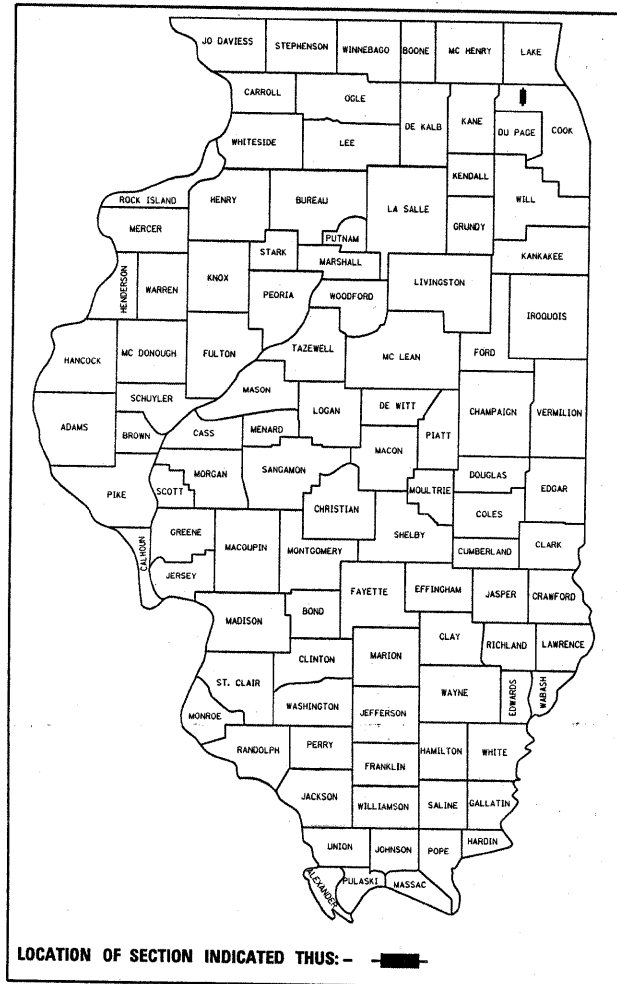 JO DAVIESS STEPHENSON WINNEBAGO BOONE MC HENRY LAKE
CARROLL OGLE DE KALB KANE COOK
DU PAGE
WHITESIDE LEE
KENDALL
ROCK ISLAND HENRY BUREAU LA SALLE WILL
MERCER PUTNAM GRUNDY
STARK MARSHALL KANKAKEE
HENDERSON WARREN KNOX PEORIA WOODFORD LIVINGSTON
IROQUOIS
HANCOCK MC DONOUGH FULTON TAZEWELL MC LEAN FORD
MASON
SCHUYLER LOGAN DE WITT CHAMPAIGN VERMILION
ADAMS BROWN CASS MENARD MACON PIATT
MORGAN SANGAMON
PIKE SCOTT MOULTRIE DOUGLAS EDGAR
CHRISTIAN COLES
CALHOUN GREENE MACOUPIN MONTGOMERY SHELBY CUMBERLAND CLARK
JERSEY
FAYETTE EFFINGHAM JASPER CRAWFORD
MADISON BOND
CLAY RICHLAND LAWRENCE
CLINTON MARION
ST. CLAIR WAYNE EDWARDS WABASH
MONROE WASHINGTON JEFFERSON
RANDOLPH PERRY HAMILTON WHITE
FRANKLIN
JACKSON WILLIAMSON SALINE GALLATIN
UNION JOHNSON POPE HARDIN
ALEXANDER PULASKI MASSAC
LOCATION OF SECTION INDICATED THUS: –